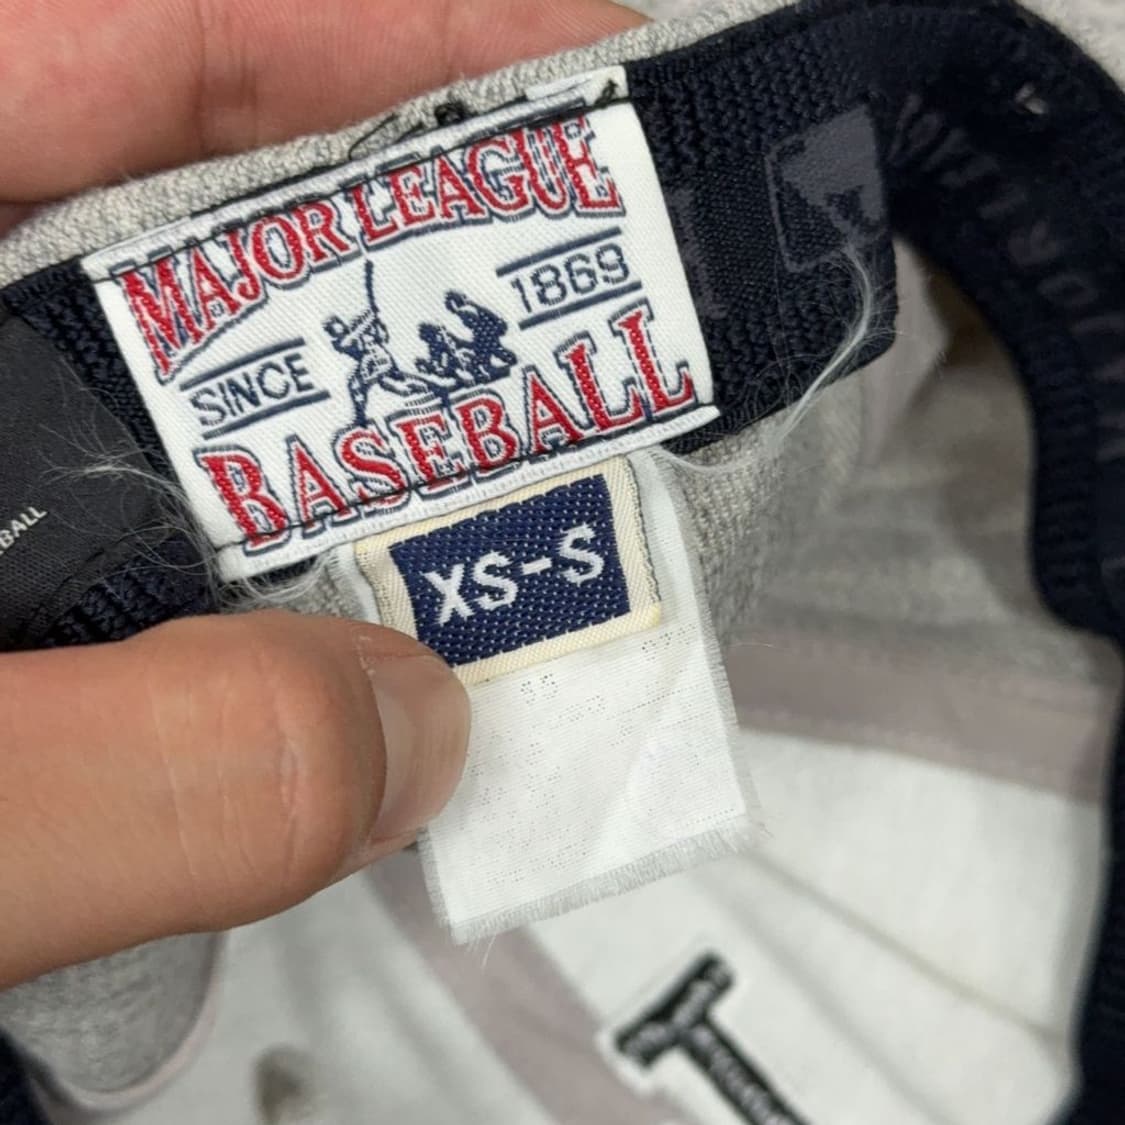 MAJOR LEAGUE
SINCE 1869
BASEBALL
XS-S
BALL